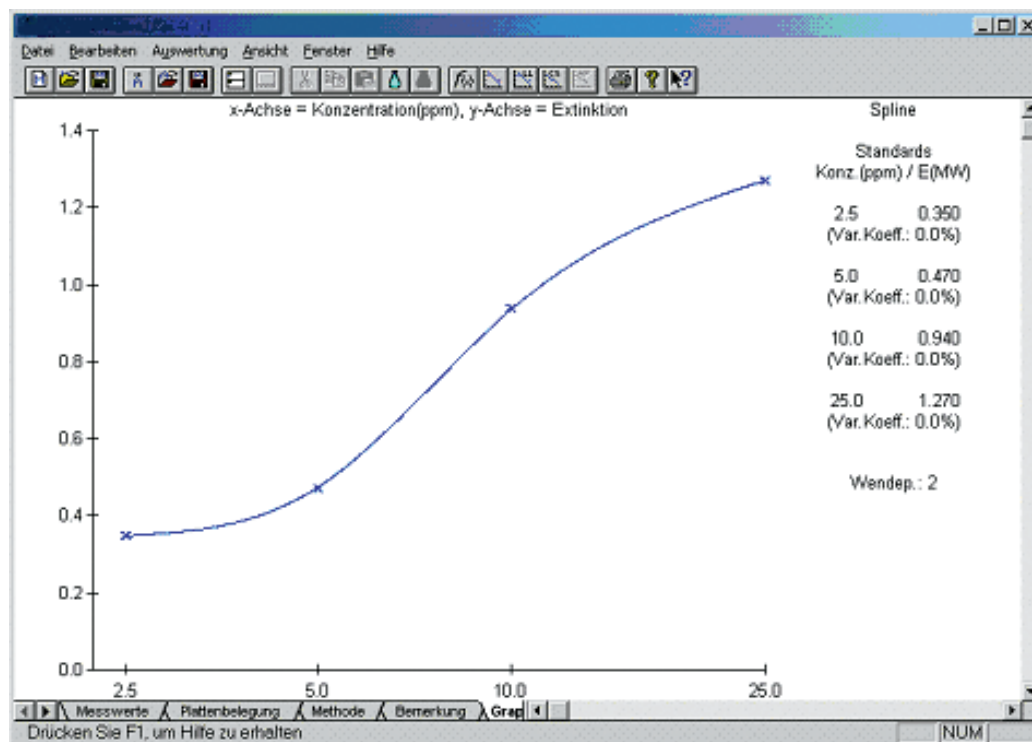 Datei Bearbeiten Auswertung Ansicht Fenster Hilfe
x-Achse = Konzentration(ppm), y-Achse = Extinktion
Spline
Standards
Konz.(ppm) / E(MW)
2.5 0.350
(Var.Koeff.: 0.0%)
5.0 0.470
(Var.Koeff.: 0.0%)
10.0 0.940
(Var.Koeff.: 0.0%)
25.0 1.270
(Var.Koeff.: 0.0%)
Wendep.: 2
1.4
1.2
1.0
0.8
0.6
0.4
0.2
0.0
2.5 5.0 10.0 25.0
Messwerte Plattenbelegung Methode Bemerkung Grap
Drücken Sie F1, um Hilfe zu erhalten
NUM